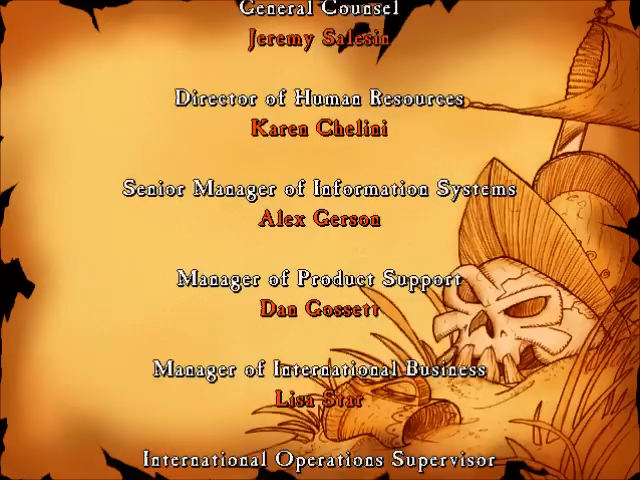 General Counsel
Jeremy Salesin
Director of Human Resources
Karen Chelini
Senior Manager of Information Systems
Alex Gerson
Manager of Product Support
Dan Gossett
Manager of International Business
Lisa Star
International Operations Supervisor